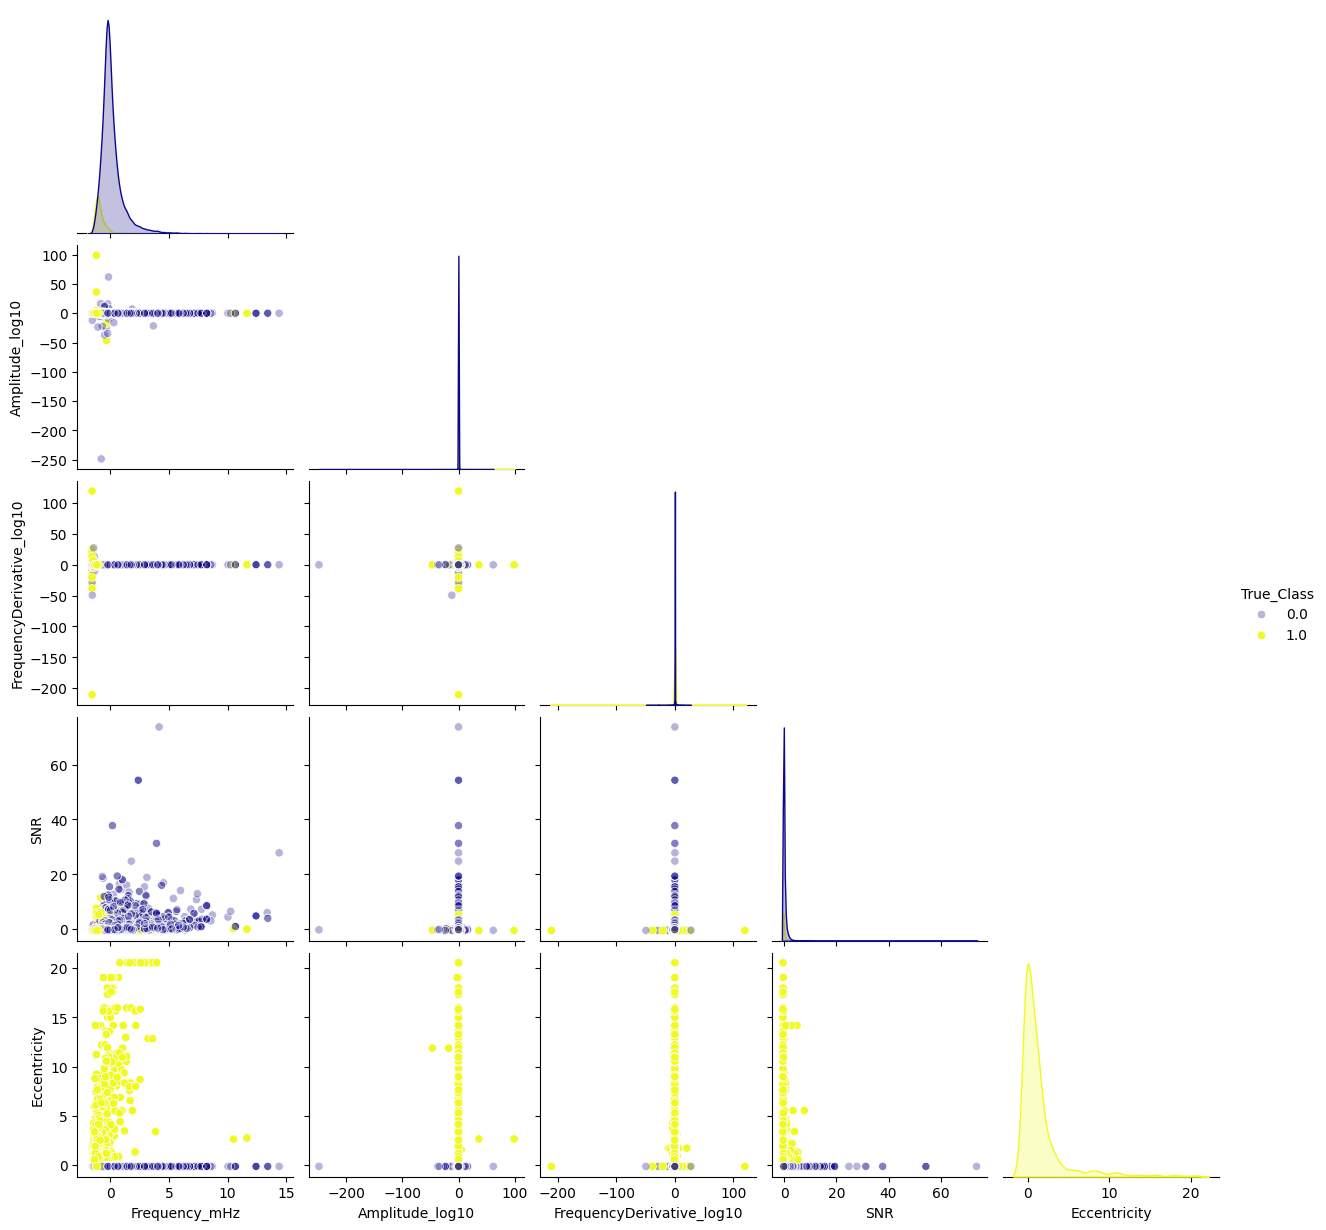 100
50
0
−50
−100
−150
−200
−250
Amplitude_log10
100
50
0
−50
−100
−150
−200
FrequencyDerivative_log10
True_Class
0.0
1.0
60
40
20
0
SNR
20
15
10
5
0
Eccentricity
0 5 10 15
−200 −100 0 100
−200 −100 0 100
0 20 40 60
0 10 20
Frequency_mHz
Amplitude_log10
FrequencyDerivative_log10
SNR
Eccentricity